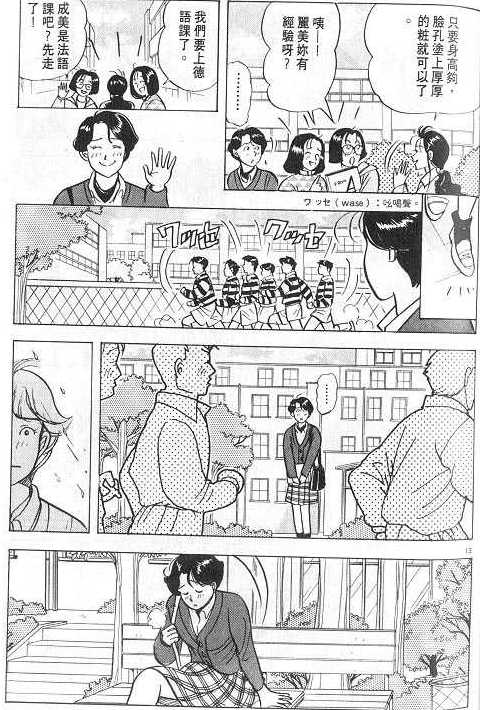 只要身高夠,
臉孔塗上厚厚
的粧就可以了
。
咦——
麗美妳有
經驗呀?
……
我們要上德
語課了。
成美是法語
課吧?先走
了!
ワッセ(wase):吆喝聲。
ワッセ
ワッセ
……
13